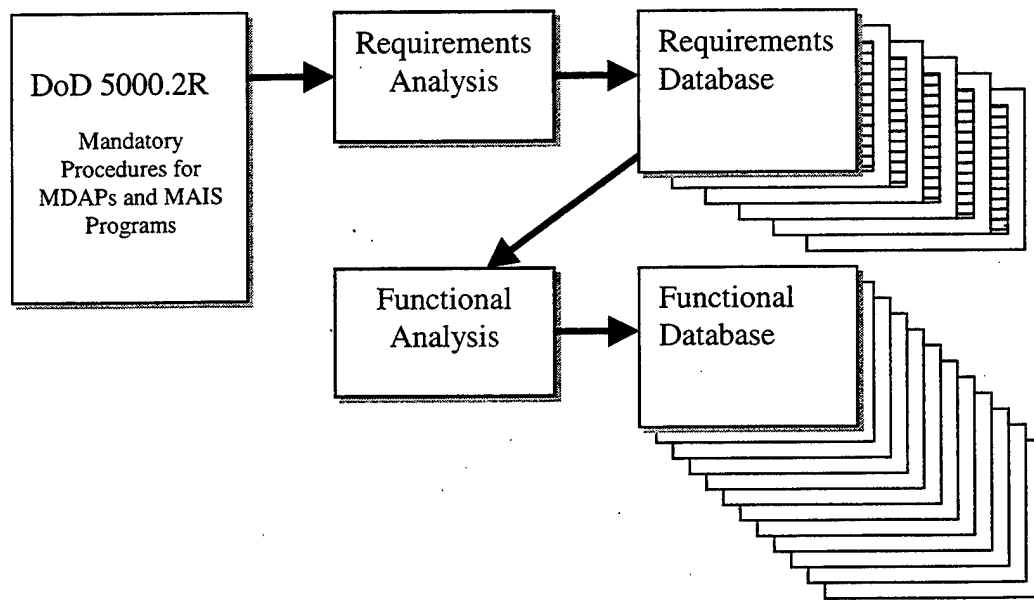 DoD 5000.2R
Mandatory
Procedures for
MDAPs and MAIS
Programs
Requirements
Analysis
Requirements
Database
Functional
Analysis
Functional
Database